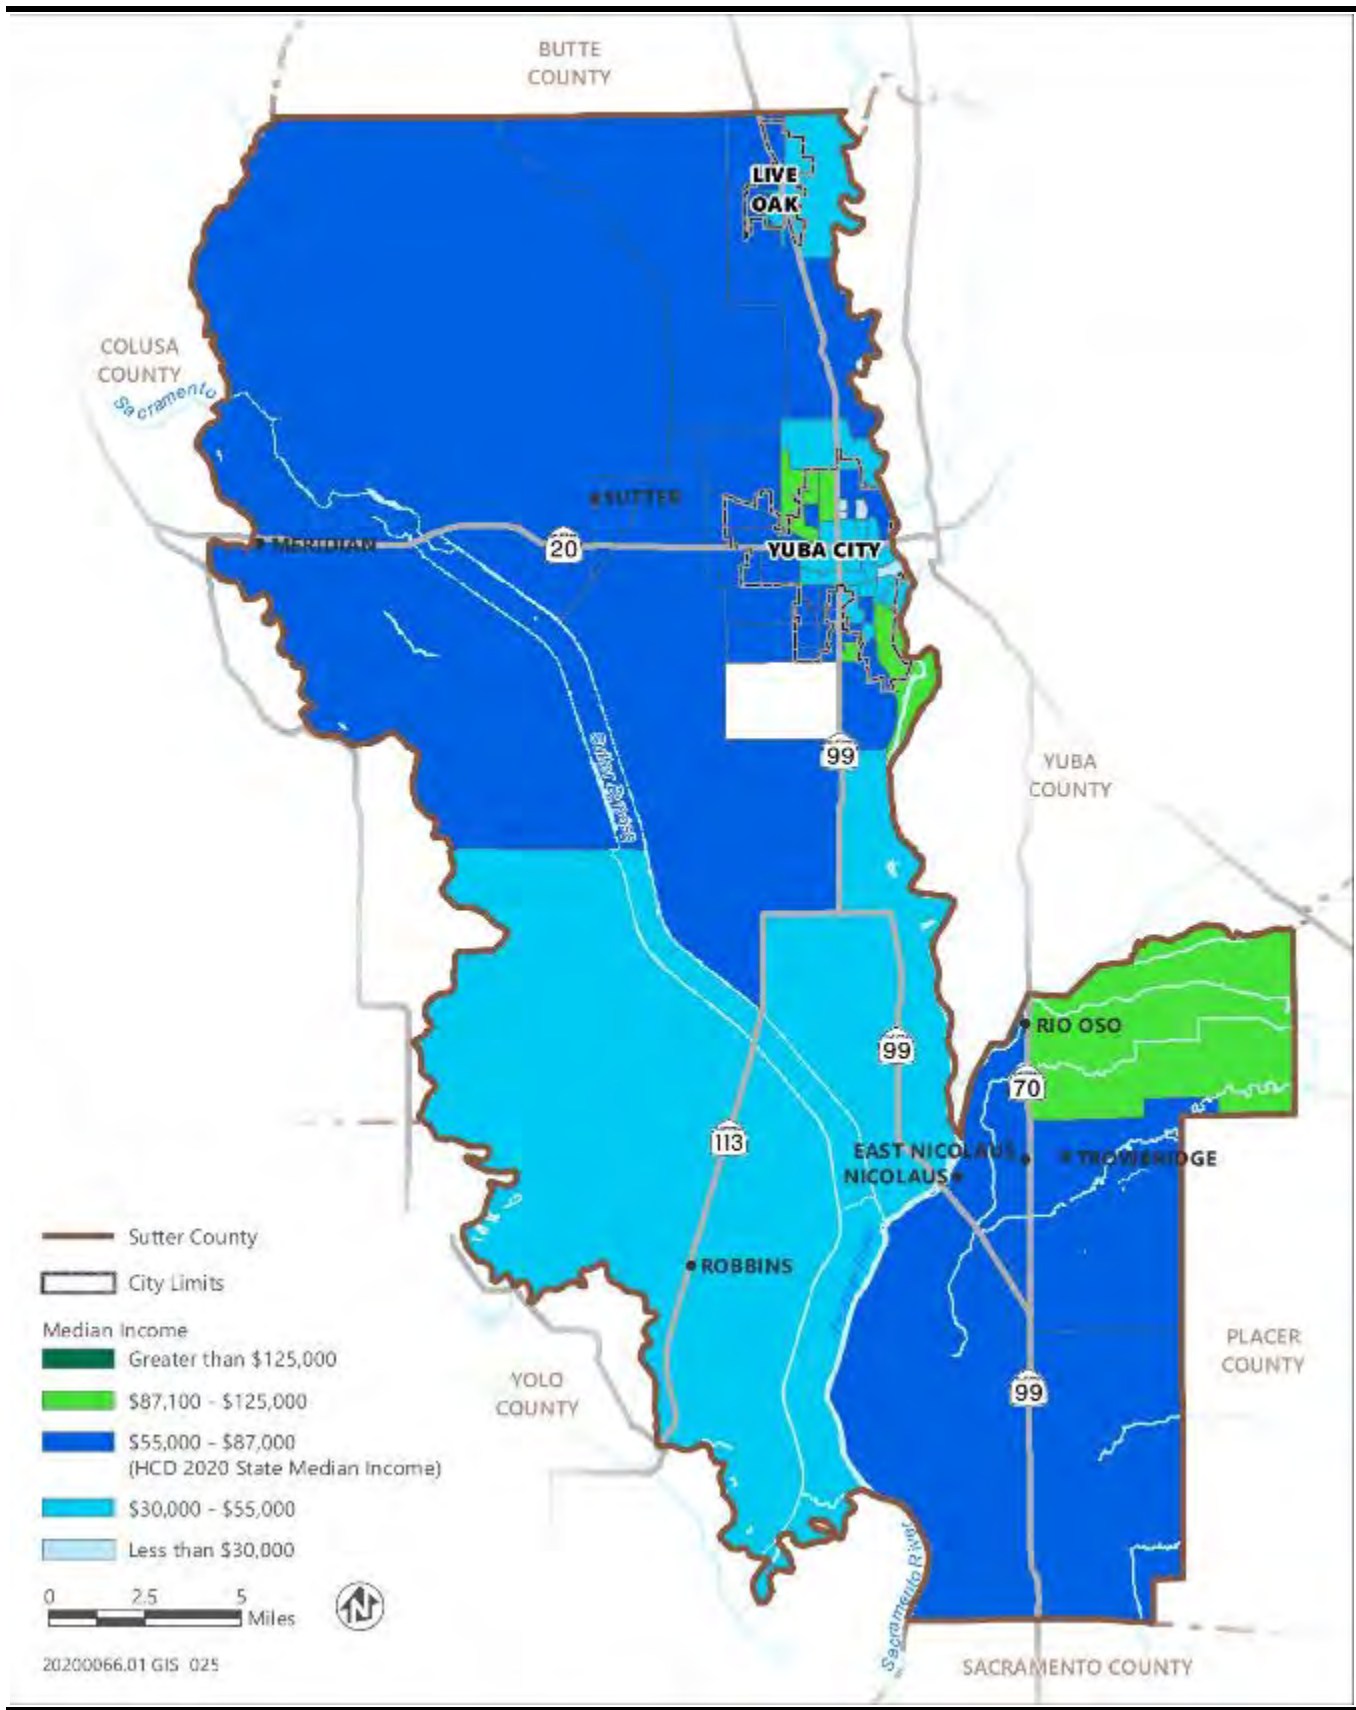 BUTTE
COUNTY
LIVE
OAK
COLUSA
COUNTY
Sacramento
SUTTER
MERIDIAN
20
YUBA CITY
Sutter Bypass
99
YUBA
COUNTY
RIO OSO
99
70
113
EAST NICOLAUS
TROWBRIDGE
NICOLAUS
ROBBINS
Sutter County
City Limits
Median Income
Greater than $125,000
$87,100 - $125,000
$55,000 - $87,000
(HCD 2020 State Median Income)
$30,000 - $55,000
Less than $30,000
YOLO
COUNTY
PLACER
COUNTY
99
0 2.5 5
Miles
N
20200066.01 GIS 025
Sacramento River
SACRAMENTO COUNTY